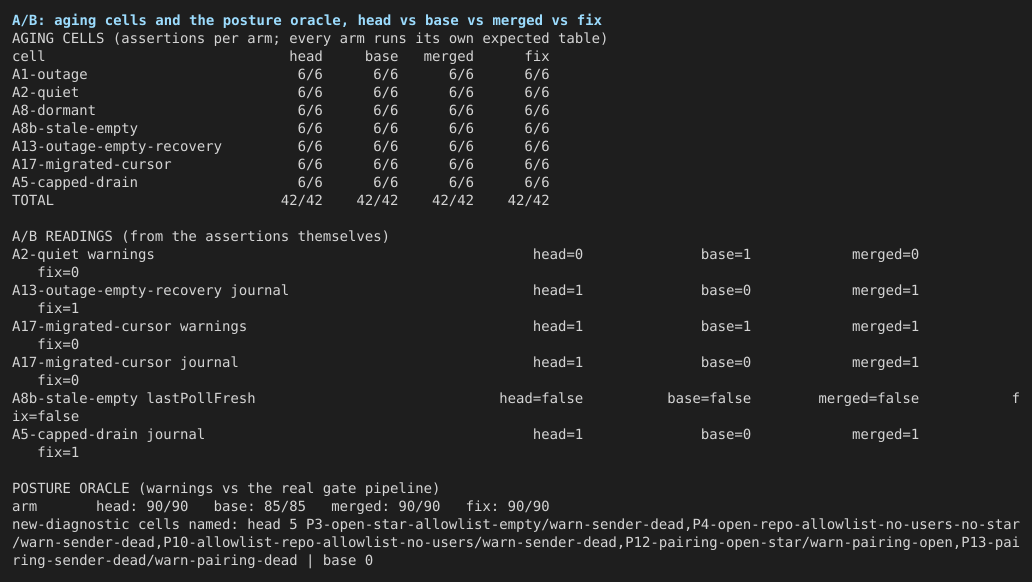 A/B: aging cells and the posture oracle, head vs base vs merged vs fix
AGING CELLS (assertions per arm; every arm runs its own expected table)
cell                             head     base   merged      fix
A1-outage                         6/6      6/6      6/6      6/6
A2-quiet                          6/6      6/6      6/6      6/6
A8-dormant                        6/6      6/6      6/6      6/6
A8b-stale-empty                   6/6      6/6      6/6      6/6
A13-outage-empty-recovery         6/6      6/6      6/6      6/6
A17-migrated-cursor               6/6      6/6      6/6      6/6
A5-capped-drain                   6/6      6/6      6/6      6/6
TOTAL                           42/42    42/42    42/42    42/42

A/B READINGS (from the assertions themselves)
A2-quiet warnings                                             head=0              base=1            merged=0
   fix=0
A13-outage-empty-recovery journal                             head=1              base=0            merged=1
   fix=1
A17-migrated-cursor warnings                                  head=1              base=1            merged=1
   fix=0
A17-migrated-cursor journal                                   head=1              base=0            merged=1
   fix=0
A8b-stale-empty lastPollFresh                             head=false          base=false        merged=false           f
ix=false
A5-capped-drain journal                                       head=1              base=0            merged=1
   fix=1

POSTURE ORACLE (warnings vs the real gate pipeline)
arm       head: 90/90   base: 85/85   merged: 90/90   fix: 90/90
new-diagnostic cells named: head 5 P3-open-star-allowlist-empty/warn-sender-dead,P4-open-repo-allowlist-no-users-no-star
/warn-sender-dead,P10-allowlist-repo-allowlist-no-users/warn-sender-dead,P12-pairing-open-star/warn-pairing-open,P13-pai
ring-sender-dead/warn-pairing-dead | base 0